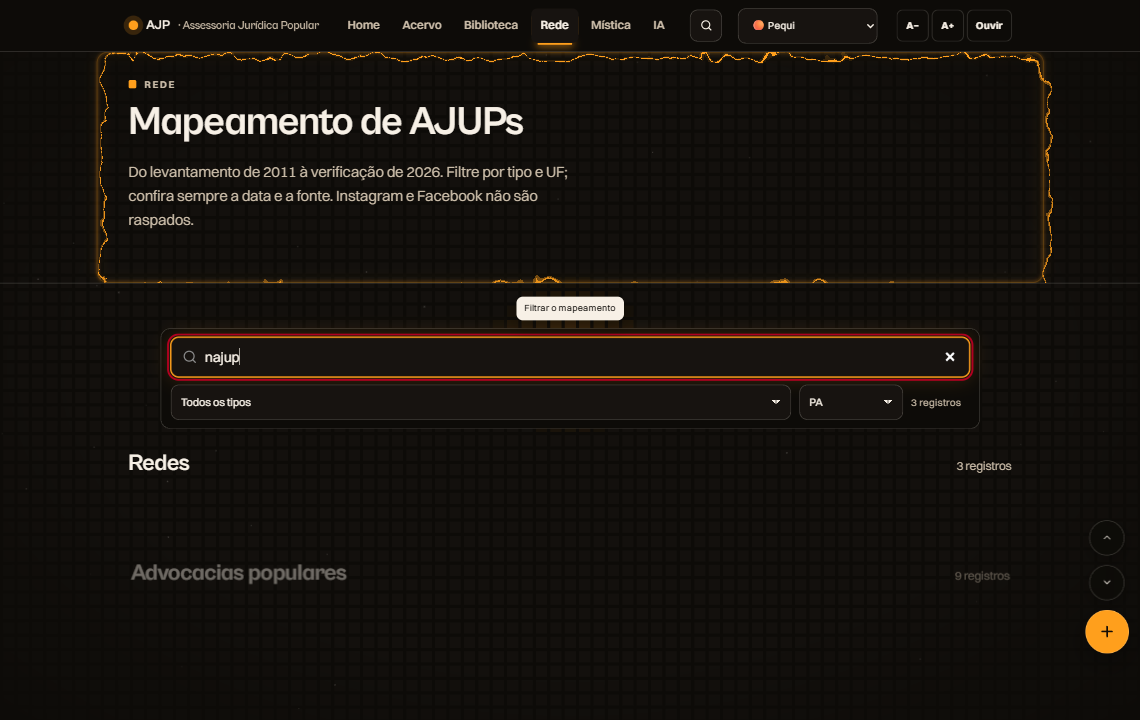 AJP · Assessoria Jurídica Popular Home Acervo Biblioteca Rede Mística IA Pequi A− A+ Ouvir
REDE
Mapeamento de AJUPs
Do levantamento de 2011 à verificação de 2026. Filtre por tipo e UF;
confira sempre a data e a fonte. Instagram e Facebook não são
raspados.
Filtrar o mapeamento
najup
Todos os tipos PA 3 registros
Redes 3 registros
Advocacias populares 9 registros